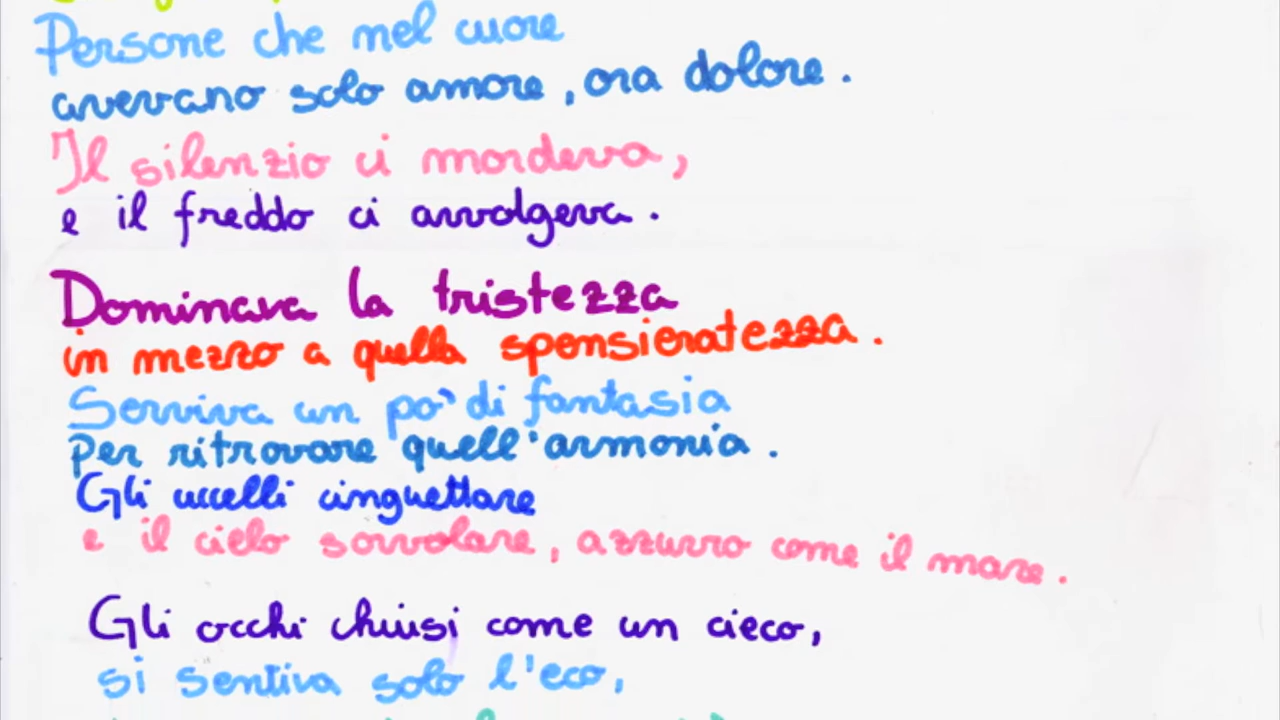 Persone che nel cuore
avevano solo amore, ora dolore.
Il silenzio ci mordeva,
e il freddo ci avvolgeva.
Dominava la tristezza
in mezzo a quella spensieratezza.
Serviva un po' di fantasia
per ritrovare quell'armonia.
Gli uccelli cinguettare
e il cielo sorvolare, azzurro come il mare.
Gli occhi chiusi come un cieco,
si sentiva solo l'eco,